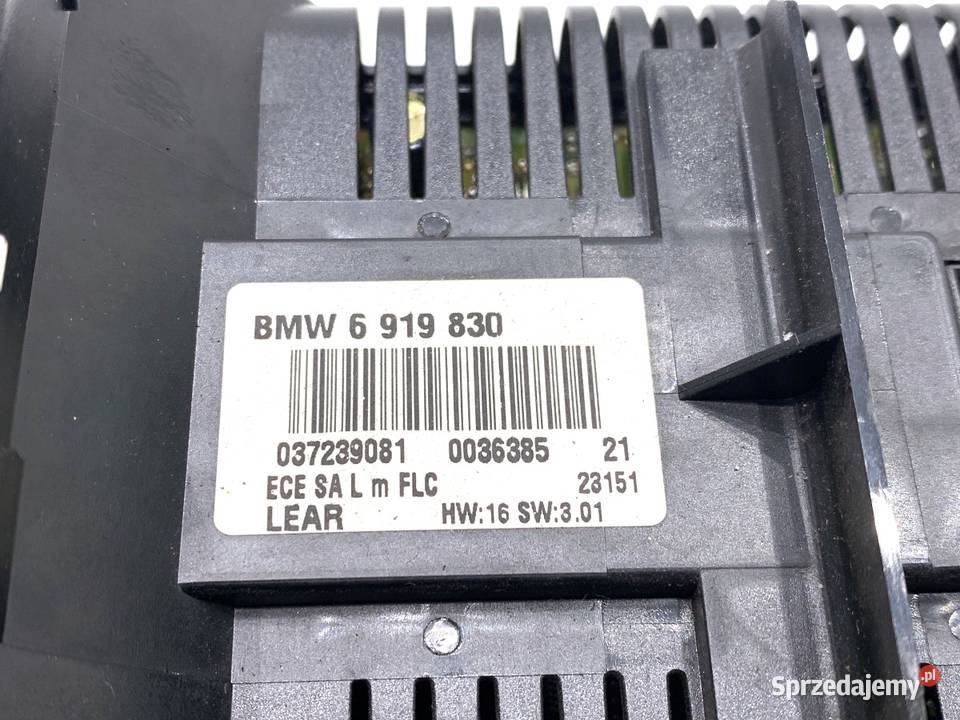 BMW 6 919 830
037239081 0036385 21
ECE SA L m FLC 23151
LEAR HW:16 SW:3.01
Sprzedajemy.pl